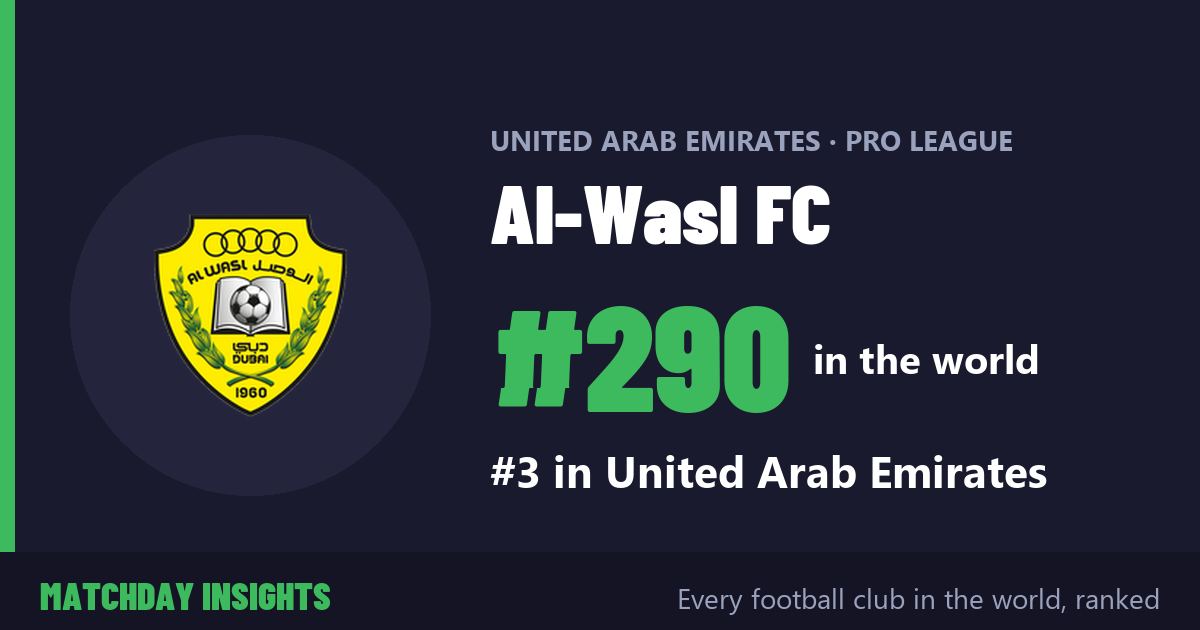 UNITED ARAB EMIRATES · PRO LEAGUE
Al-Wasl FC
#290 in the world
#3 in United Arab Emirates
AL WASL الوصل
دبي
DUBAI
1960
MATCHDAY INSIGHTS
Every football club in the world, ranked